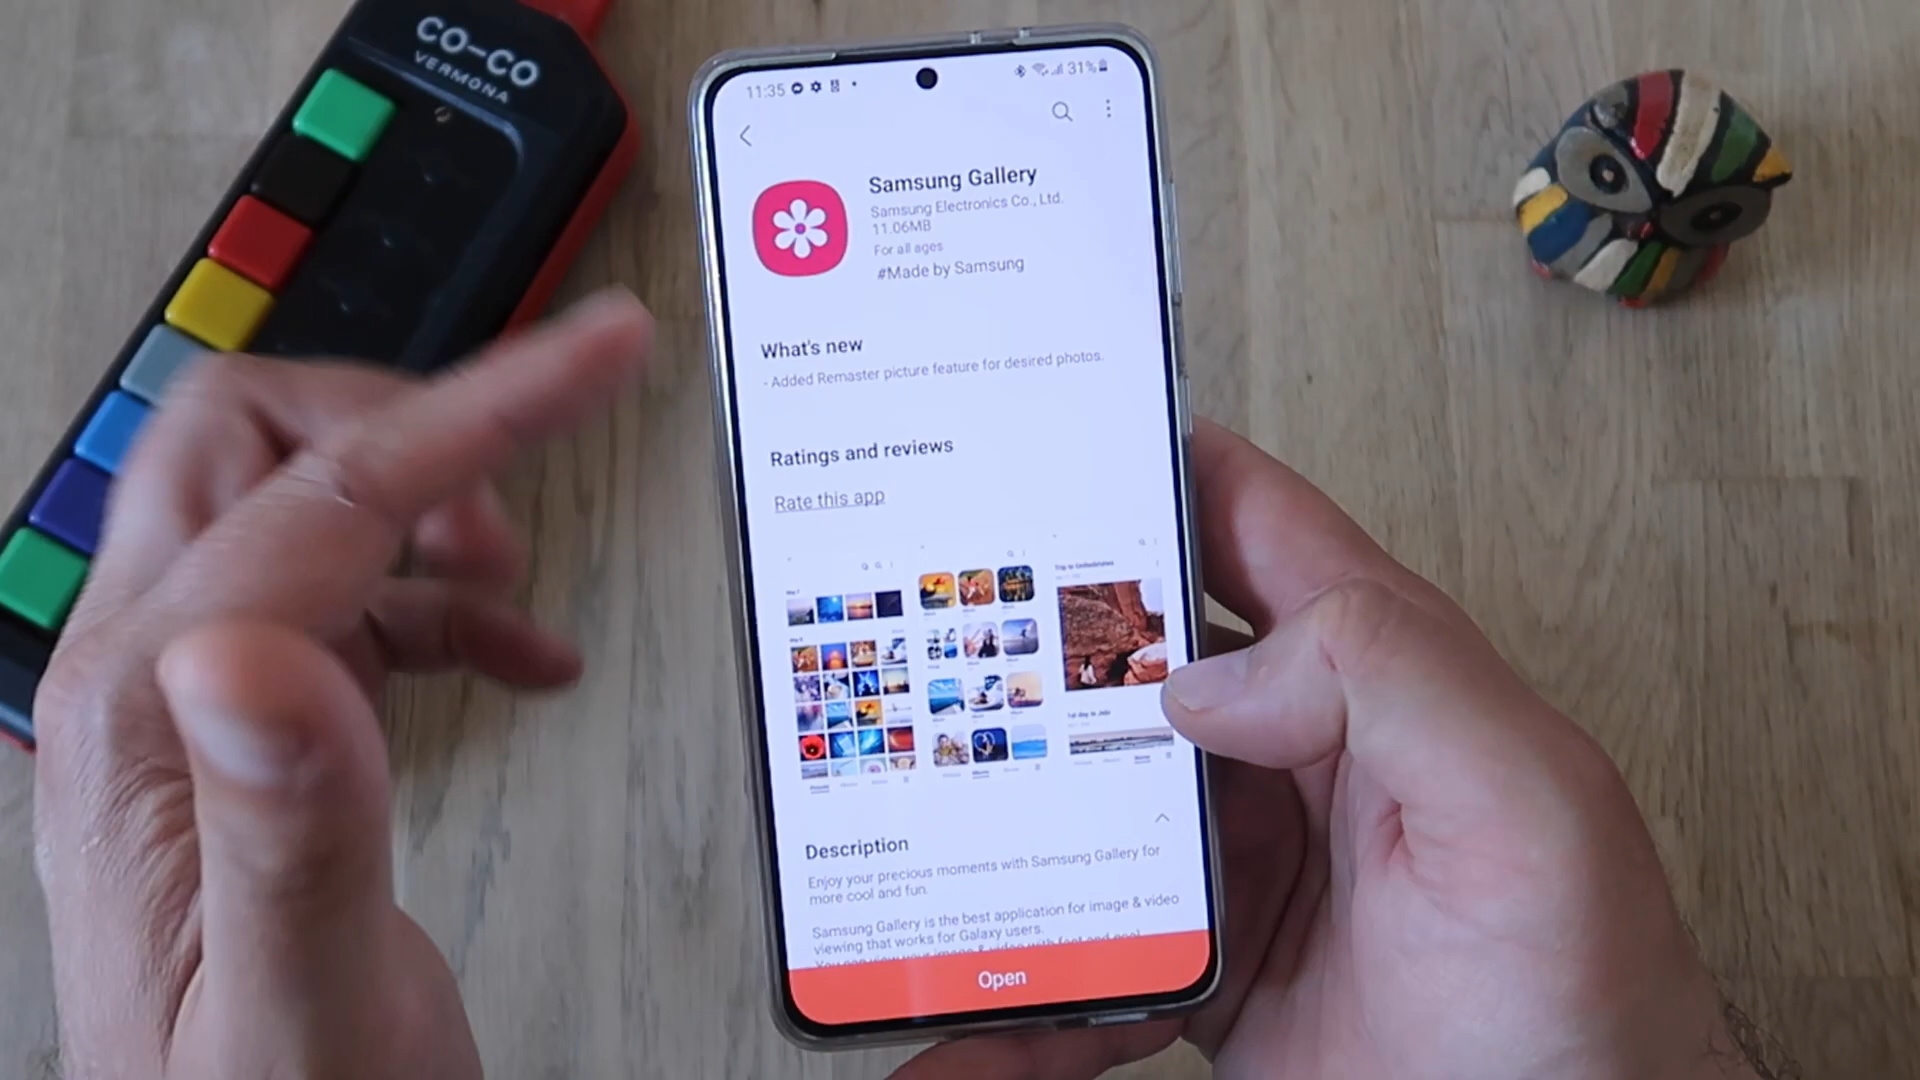 CO-CO
VERMONA
11:35
31%
Samsung Gallery
Samsung Electronics Co., Ltd.
11.06MB
For all ages
#Made by Samsung
What's new
- Added Remaster picture feature for desired photos.
Ratings and reviews
Rate this app
Description
Enjoy your precious moments with Samsung Gallery for
more cool and fun.
Samsung Gallery is the best application for image & video
viewing that works for Galaxy users.
Open